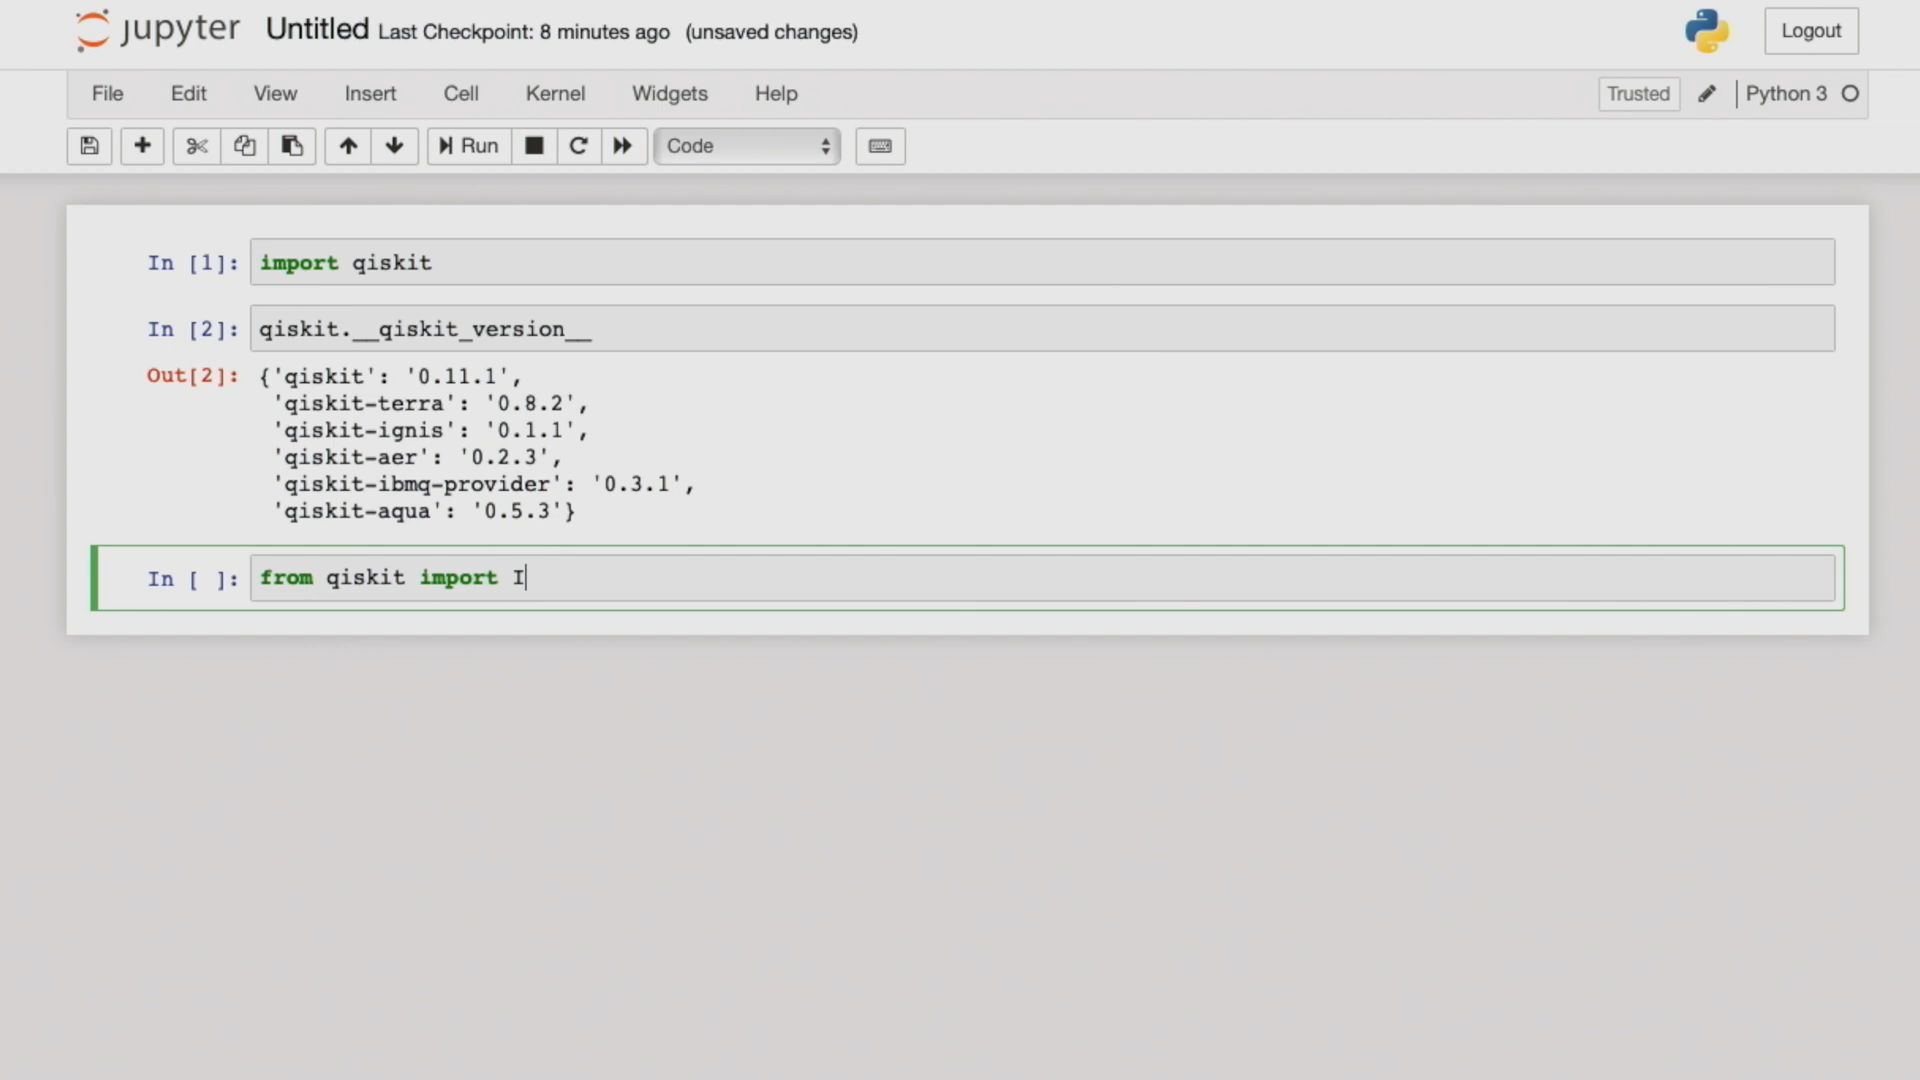 jupyter Untitled Last Checkpoint: 8 minutes ago (unsaved changes) Logout
File Edit View Insert Cell Kernel Widgets Help Trusted Python 3
Run Code
In [1]: import qiskit
In [2]: qiskit.__qiskit_version__
Out[2]: {'qiskit': '0.11.1',
'qiskit-terra': '0.8.2',
'qiskit-ignis': '0.1.1',
'qiskit-aer': '0.2.3',
'qiskit-ibmq-provider': '0.3.1',
'qiskit-aqua': '0.5.3'}
In [ ]: from qiskit import I